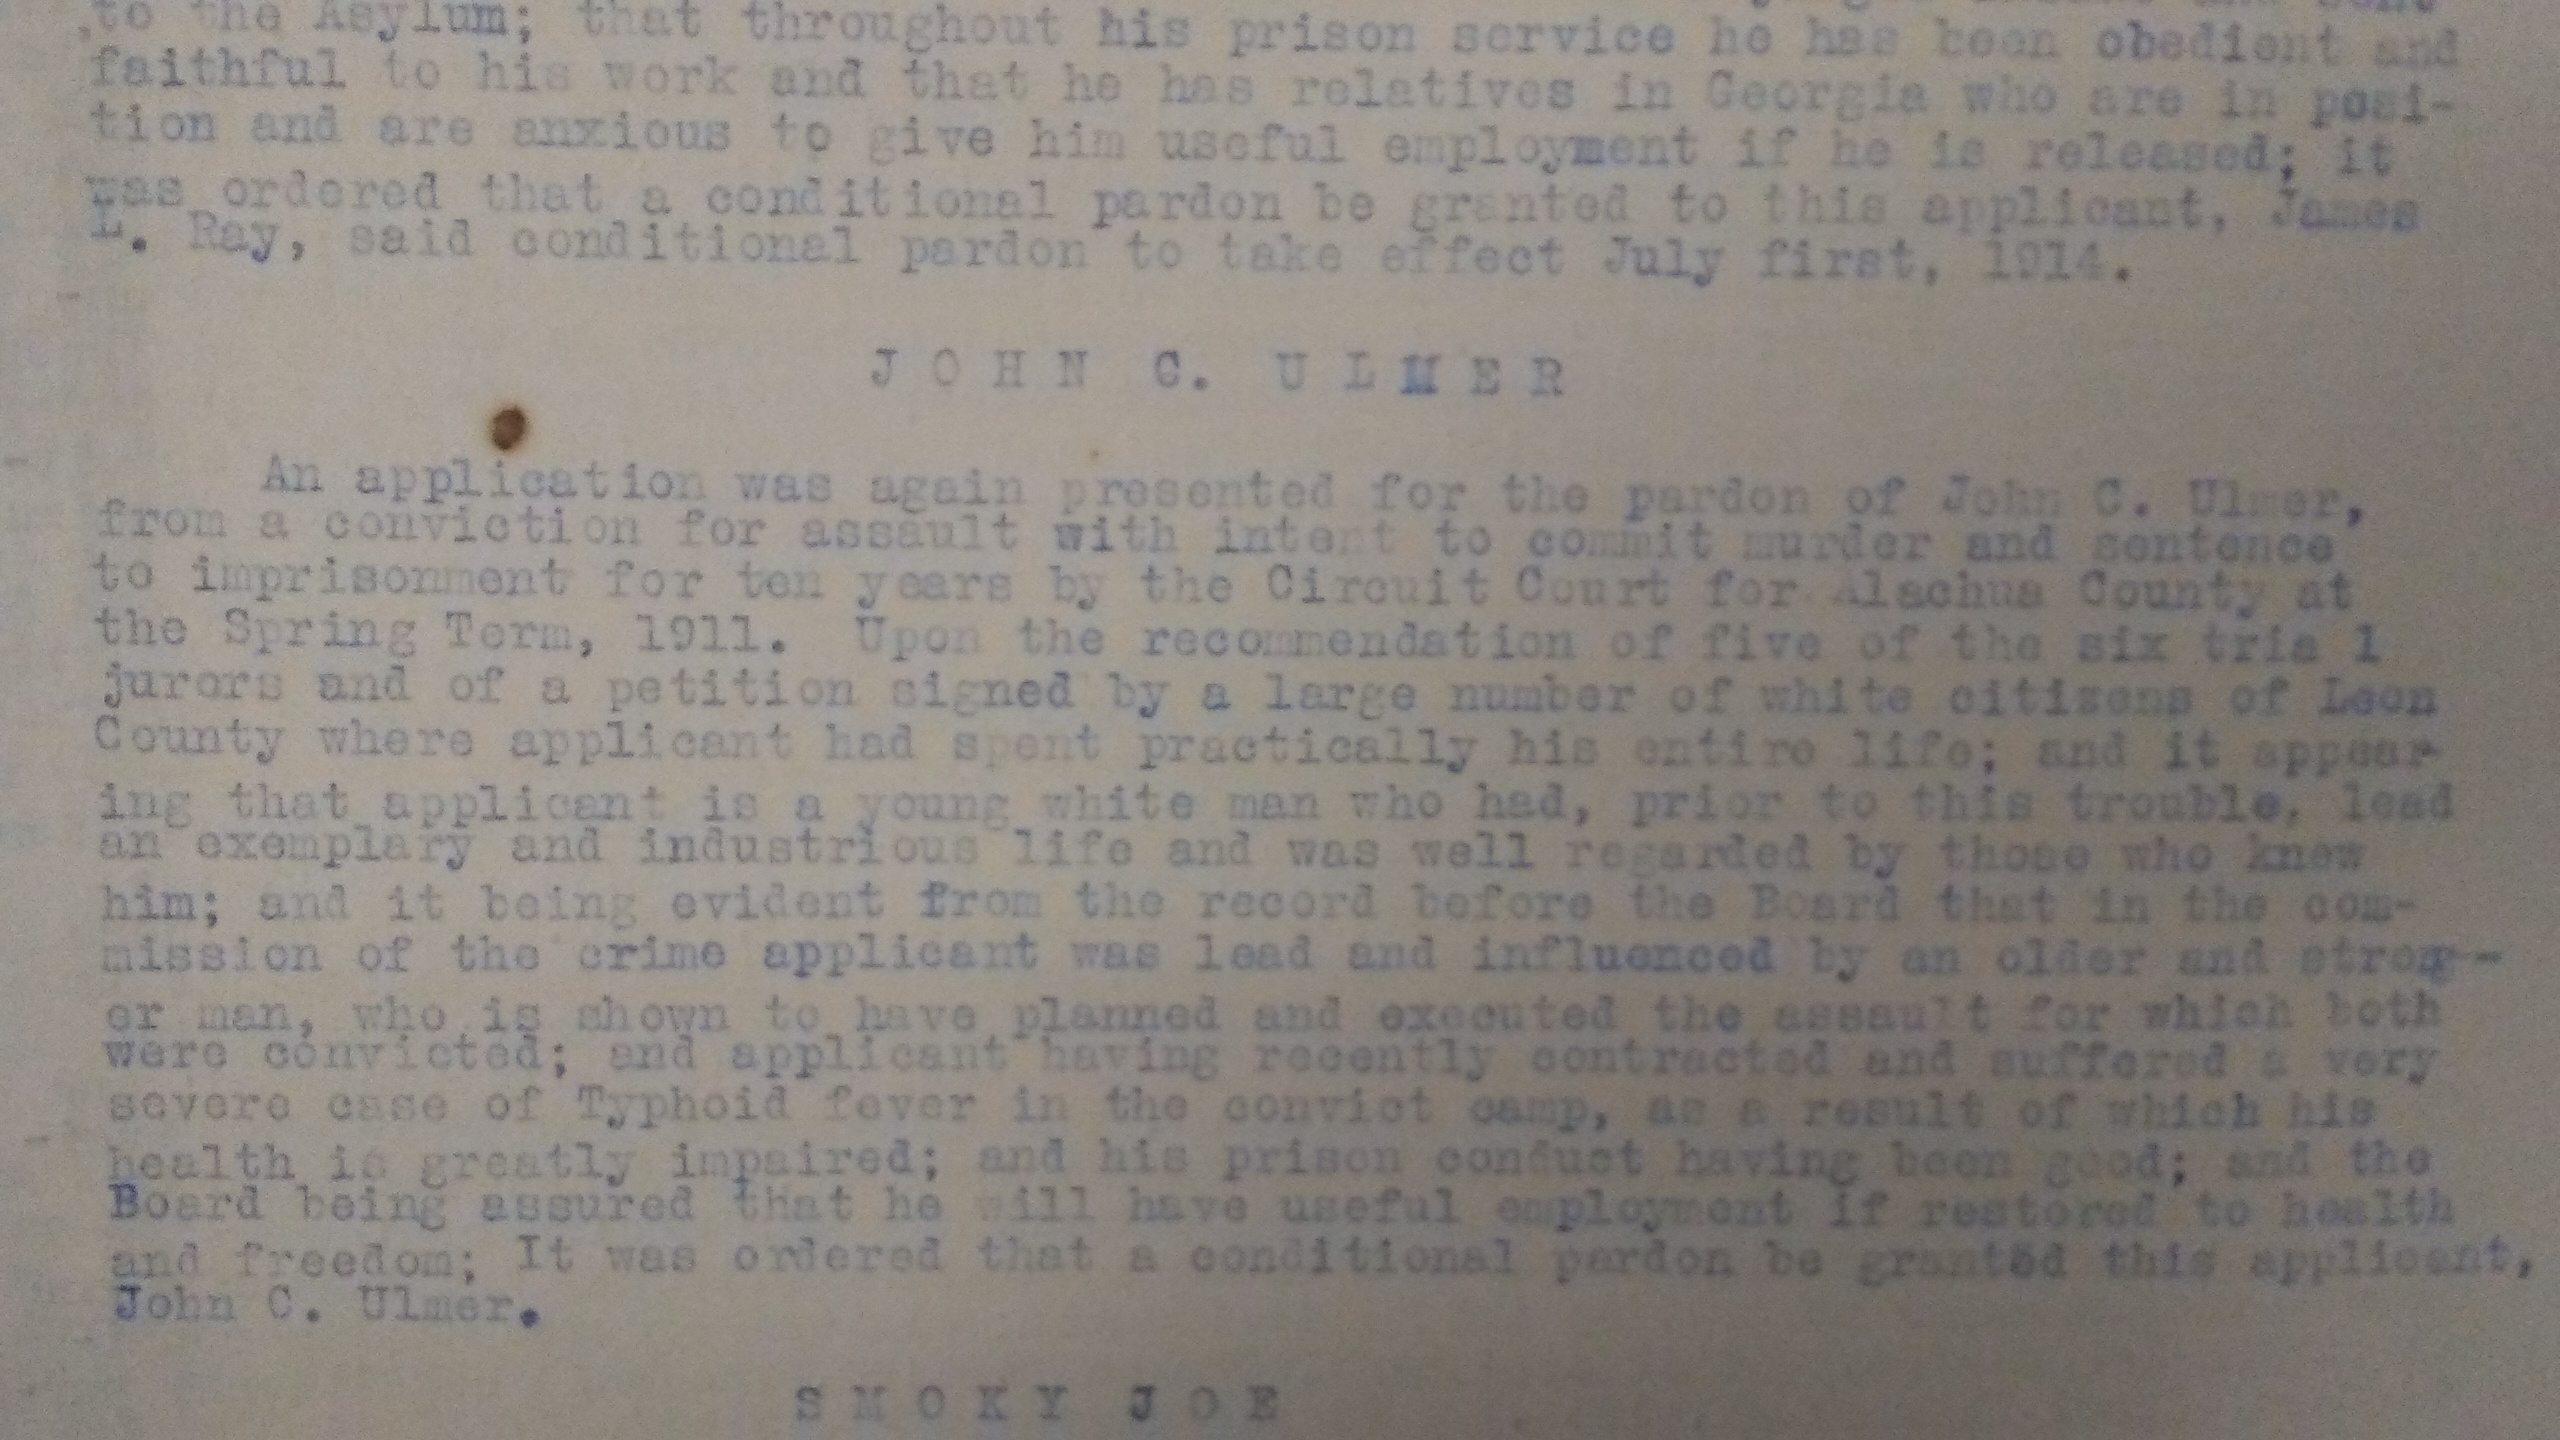 to the Asylum; that throughout his prison service he has been obedient and
faithful to his work and that he has relatives in Georgia who are in posi-
tion and are anxious to give him useful employment if he is released; it
was ordered that a conditional pardon be granted to this applicant, James
L. Ray, said conditional pardon to take effect July first, 1914.
JOHN C. ULMER
An application was again presented for the pardon of John C. Ulmer,
from a conviction for assault with intent to commit murder and sentence
to imprisonment for ten years by the Circuit Court for Alachua County at
the Spring Term, 1911. Upon the recommendation of five of the six tria l
jurors and of a petition signed by a large number of white citizens of Leon
County where applicant had spent practically his entire life; and it appear-
ing that applicant is a young white man who had, prior to this trouble, lead
an exemplary and industrious life and was well regarded by those who knew
him; and it being evident from the record before the Board that in the com-
mission of the crime applicant was lead and influenced by an older and strong-
er man, who is shown to have planned and executed the assault for which both
were convicted; and applicant having recently contracted and suffered a very
severe case of Typhoid fever in the convict camp, as a result of which his
health is greatly impaired; and his prison conduct having been good; and the
Board being assured that he will have useful employment if restored to health
and freedom; It was ordered that a conditional pardon be granted this applicant,
John C. Ulmer.
SMOKY JOE